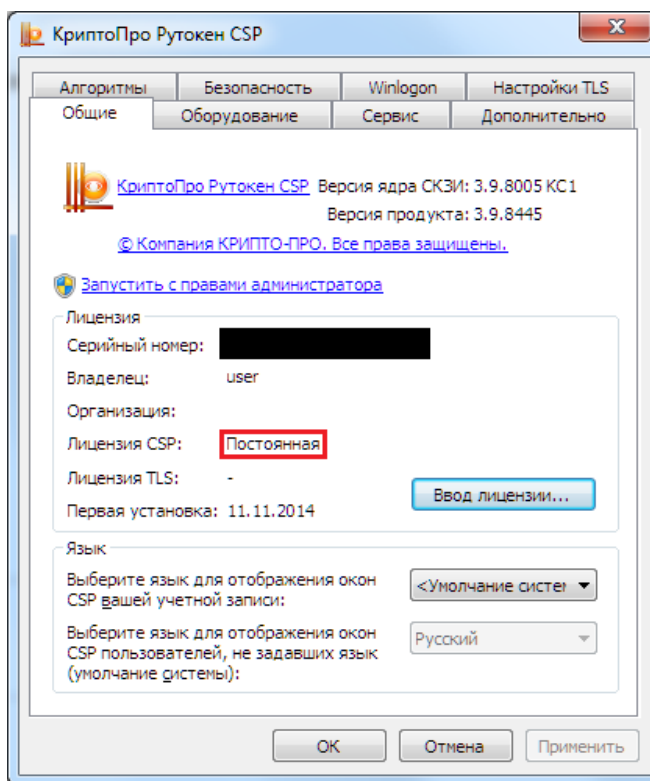 КриптоПро Рутокен CSP
Алгоритмы Безопасность Winlogon Настройки TLS
Общие Оборудование Сервис Дополнительно
КриптоПро Рутокен CSP Версия ядра СКЗИ: 3.9.8005 КС1
Версия продукта: 3.9.8445
© Компания КРИПТО-ПРО. Все права защищены.
Запустить с правами администратора
Лицензия
Серийный номер:
Владелец: user
Организация:
Лицензия CSP: Постоянная
Лицензия TLS: -
Ввод лицензии...
Первая установка: 11.11.2014
Язык
Выберите язык для отображения окон
CSP вашей учетной записи:
<Умолчание систег
Выберите язык для отображения окон
CSP пользователей, не задавших язык
(умолчание системы):
Русский
ОК Отмена Применить